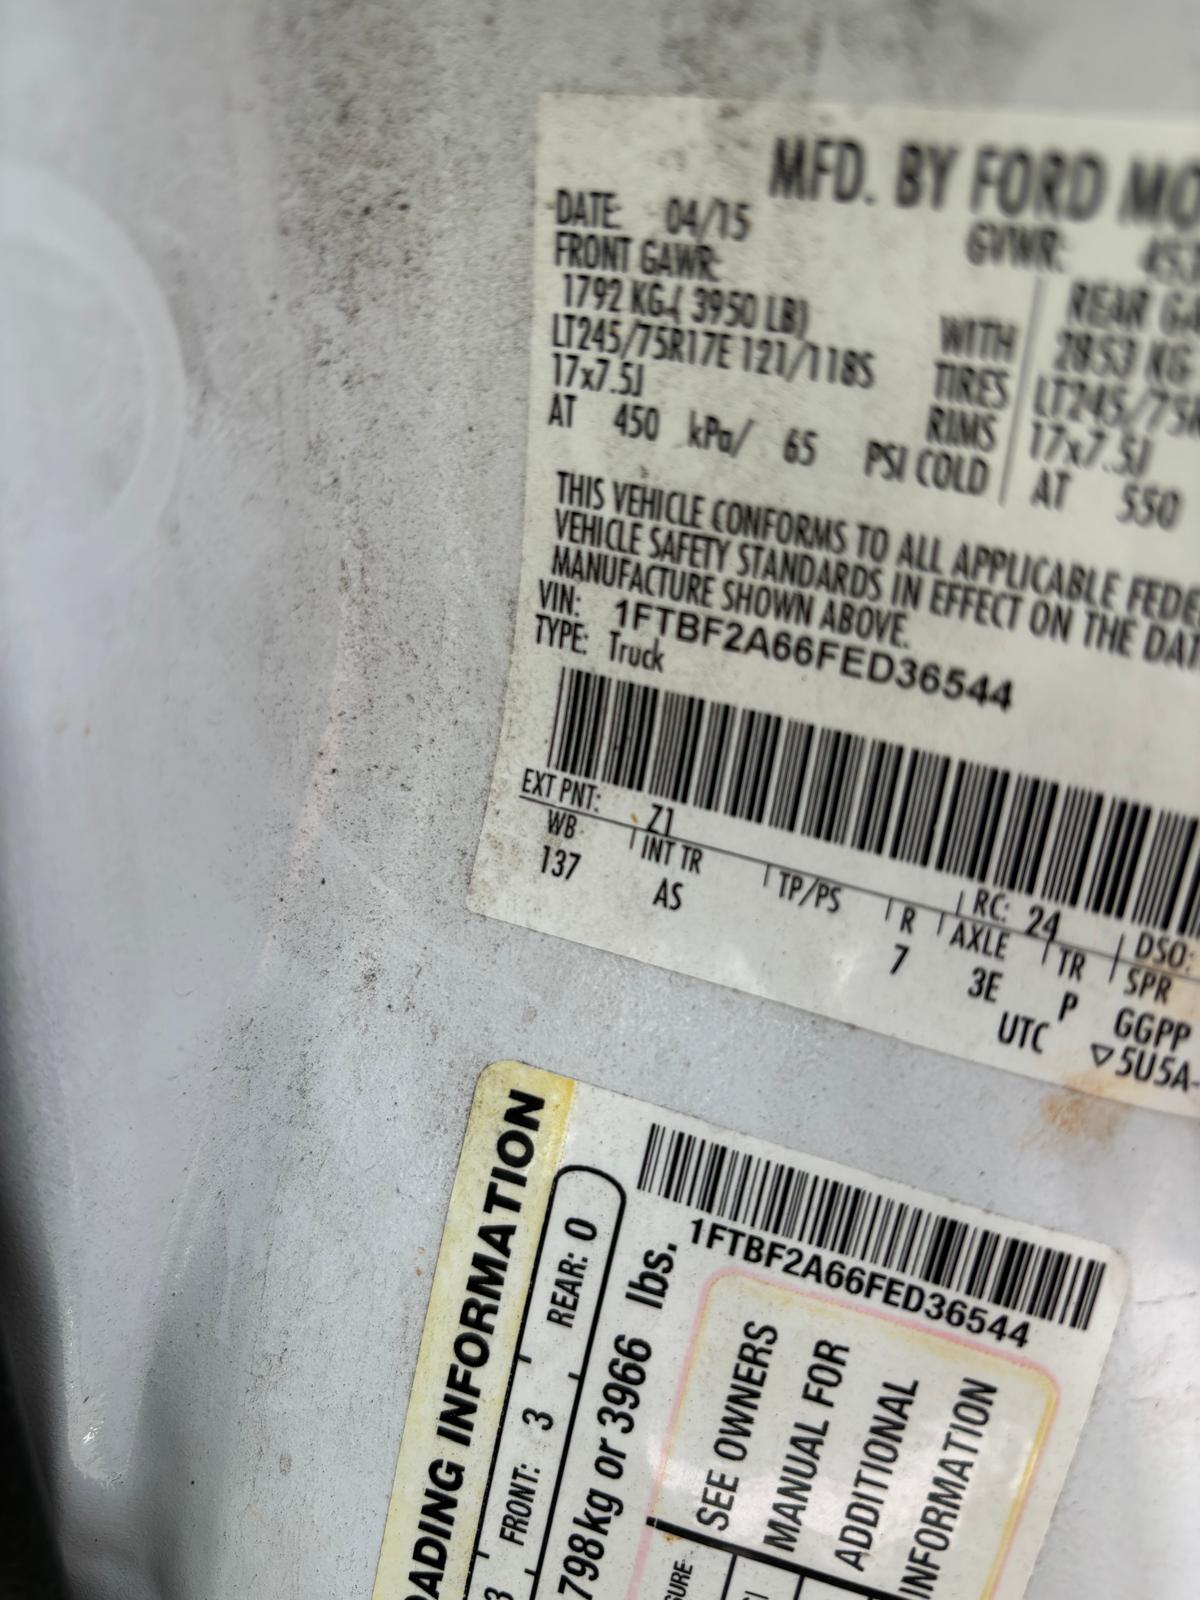 MFD. BY FORD MO
DATE: 04/15
GVWR: 453
FRONT GAWR:
1792 KG ( 3950 LB)
LT245/75R17E 121/118S
17x7.5J
AT 450 kPa/ 65 PSI COLD
WITH
TIRES
RIMS
REAR GA
2853 KG
LT245/75R
17x7.5J
AT 550
THIS VEHICLE CONFORMS TO ALL APPLICABLE FEDE
VEHICLE SAFETY STANDARDS IN EFFECT ON THE DAT
MANUFACTURE SHOWN ABOVE.
VIN: 1FTBF2A66FED36544
TYPE: Truck
EXT PNT: Z1 RC: 24 DSO:
WB INT TR TP/PS R AXLE TR SPR
137 AS 7 3E P GGPP
UTC ▽5U5A-
ADING INFORMATION
3 FRONT: 3 REAR: 0
798kg or 3966 lbs.
1FTBF2A66FED36544
SEE OWNERS
MANUAL FOR
ADDITIONAL
INFORMATION
SURE